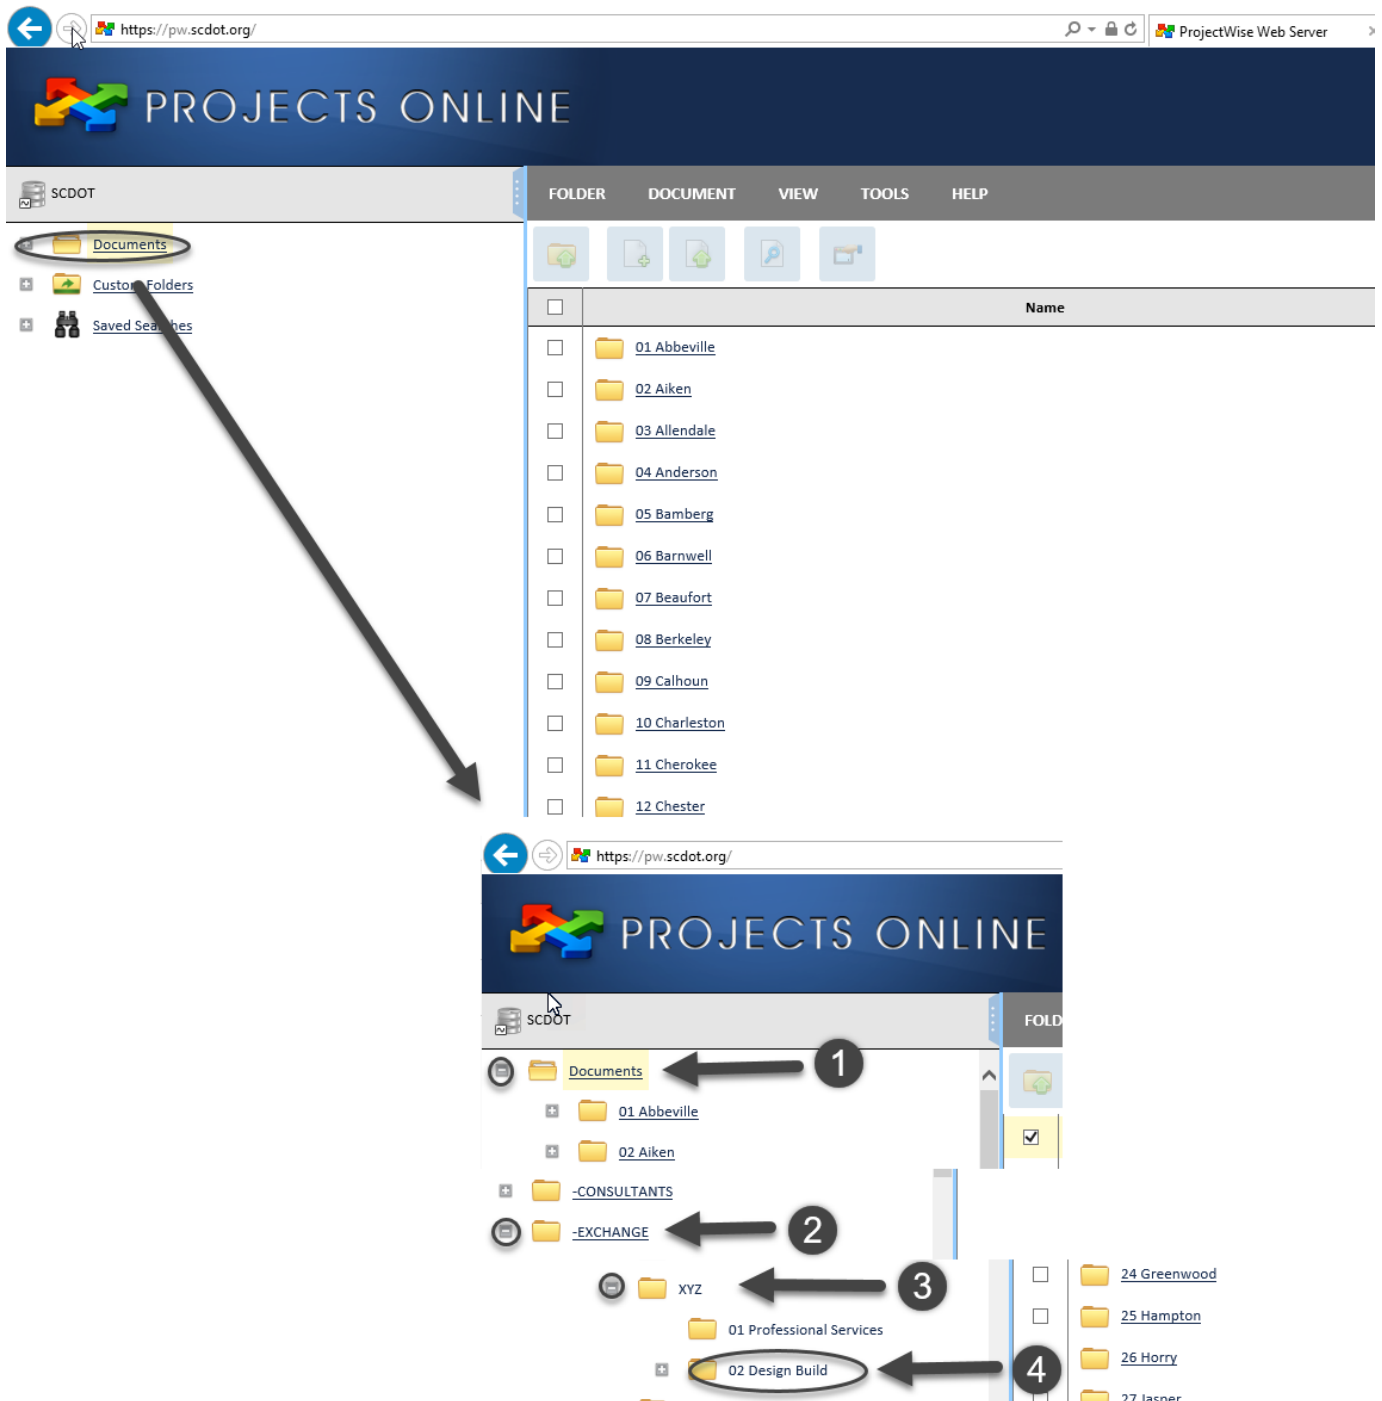 https://pw.scdot.org/
ProjectWise Web Server
PROJECTS ONLINE
SCDOT
FOLDER DOCUMENT VIEW TOOLS HELP
Documents
Custom Folders
Saved Searches
Name
01 Abbeville
02 Aiken
03 Allendale
04 Anderson
05 Bamberg
06 Barnwell
07 Beaufort
08 Berkeley
09 Calhoun
10 Charleston
11 Cherokee
12 Chester
https://pw.scdot.org/
PROJECTS ONLINE
SCDOT
FOLD
Documents
1
01 Abbeville
02 Aiken
-CONSULTANTS
-EXCHANGE
2
XYZ
3
01 Professional Services
02 Design Build
4
24 Greenwood
25 Hampton
26 Horry
27 Jasper